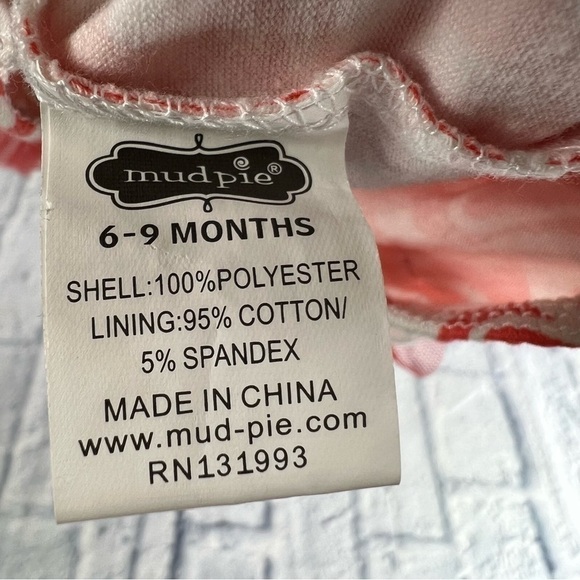 mudpie®
6-9 MONTHS
SHELL:100%POLYESTER
LINING:95% COTTON/
5% SPANDEX
MADE IN CHINA
www.mud-pie.com
RN131993